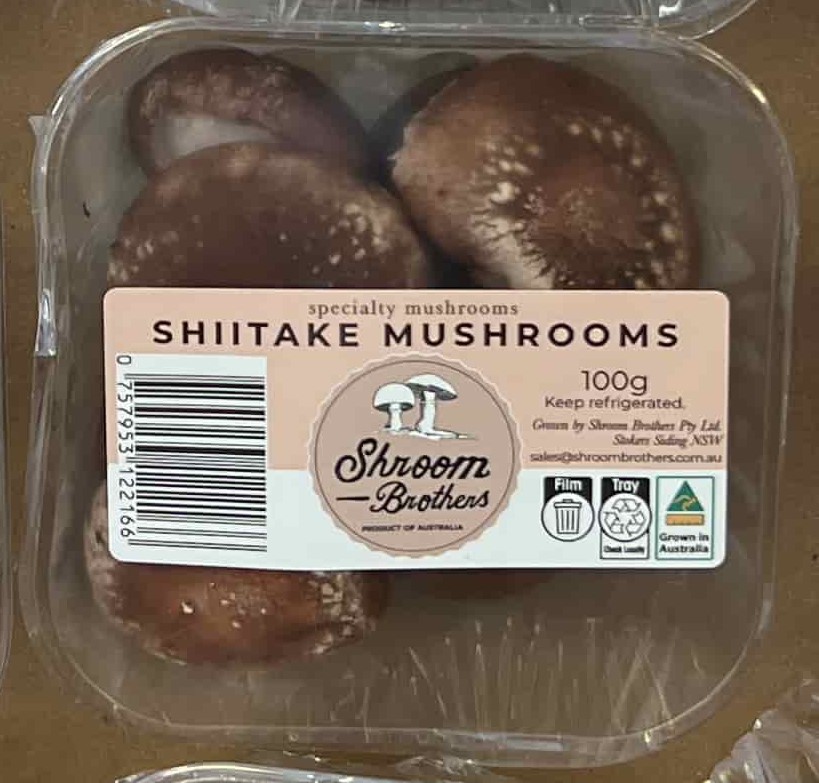 specialty mushrooms
SHIITAKE MUSHROOMS
0 757953 122166
100g
Keep refrigerated.
Grown by Shroom Brothers Pty Ltd.
Stokers Siding NSW
sales@shroombrothers.com.au
Shroom
Brothers
PRODUCT OF AUSTRALIA
Film
Tray
Check Locally
Grown in
Australia